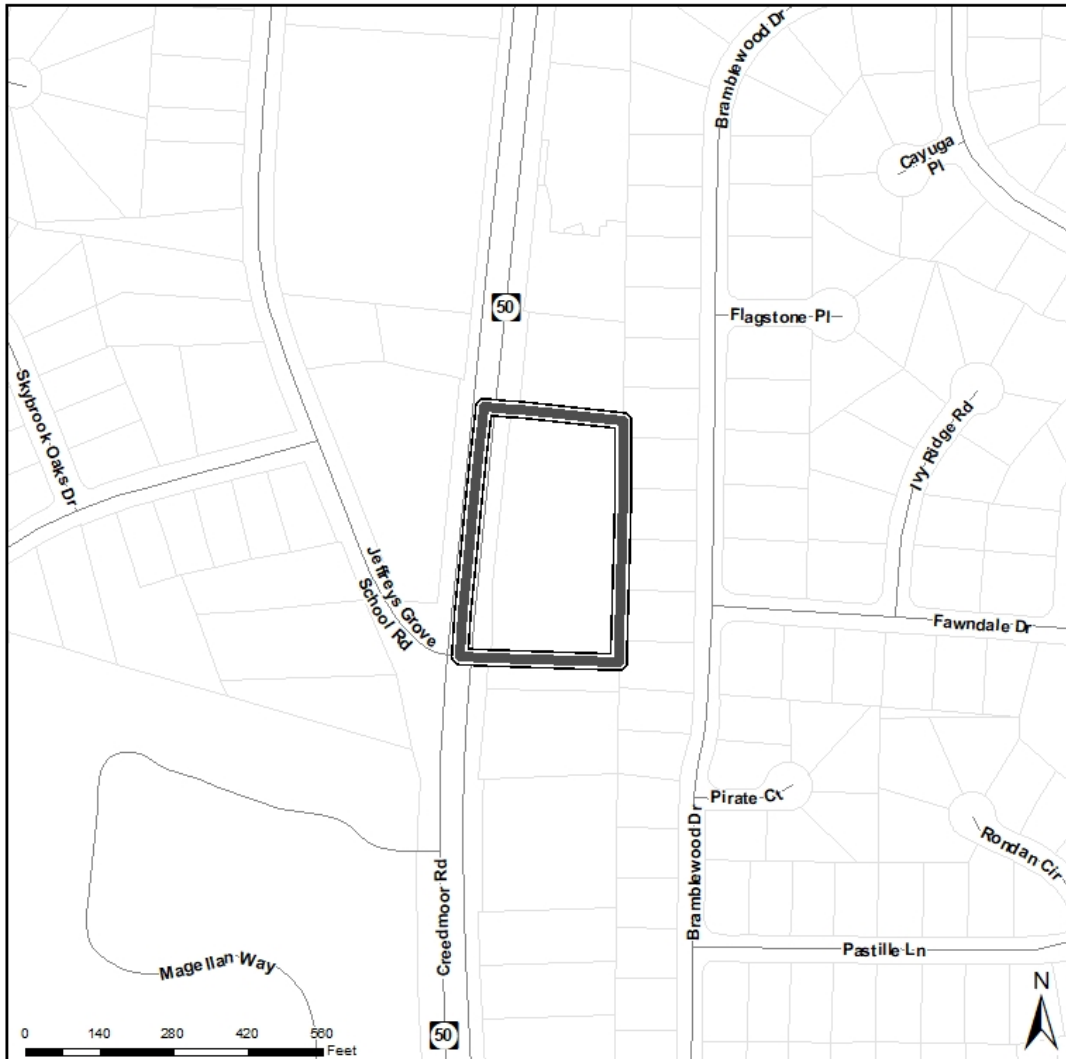 Bramblewood Dr
Cayuga
Pl
50
Flagstone Pl
Skybrook Oaks Dr
Ivy Ridge Rd
Jeffreys Grove
School Rd
Fawndale Dr
Pirate Ct
Rondan Cir
Creedmoor Rd
Bramblewood Dr
Pastille Ln
Magellan Way
N
50
0 140 280 420 560
Feet